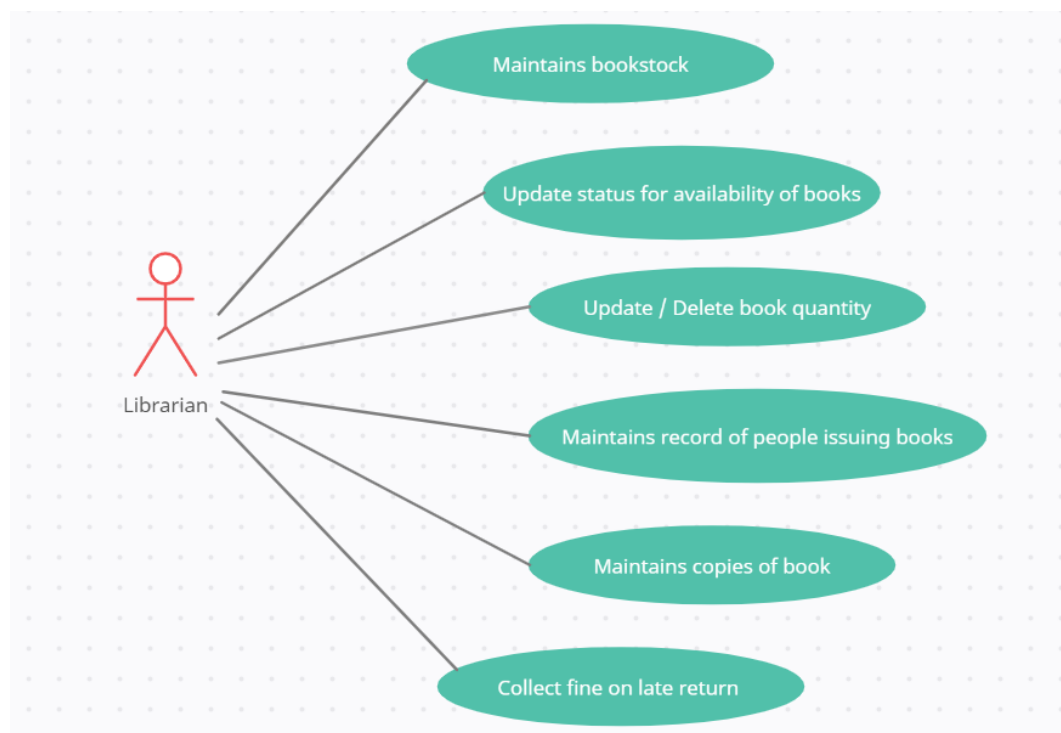 Maintains bookstock
Update status for availability of books
Update / Delete book quantity
Librarian
Maintains record of people issuing books
Maintains copies of book
Collect fine on late return